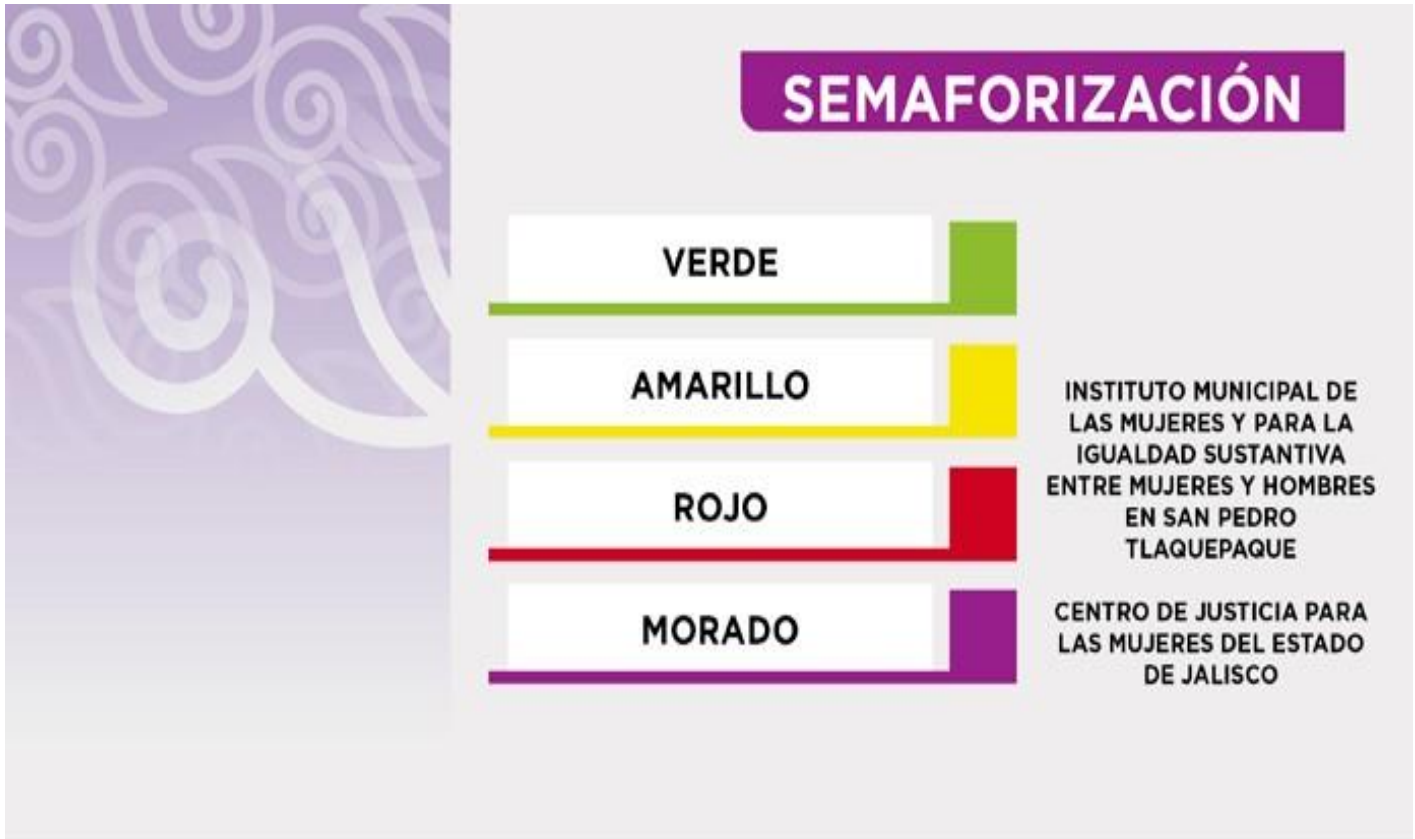 SEMAFORIZACIÓN
VERDE
AMARILLO
ROJO
MORADO
INSTITUTO MUNICIPAL DE
LAS MUJERES Y PARA LA
IGUALDAD SUSTANTIVA
ENTRE MUJERES Y HOMBRES
EN SAN PEDRO
TLAQUEPAQUE
CENTRO DE JUSTICIA PARA
LAS MUJERES DEL ESTADO
DE JALISCO